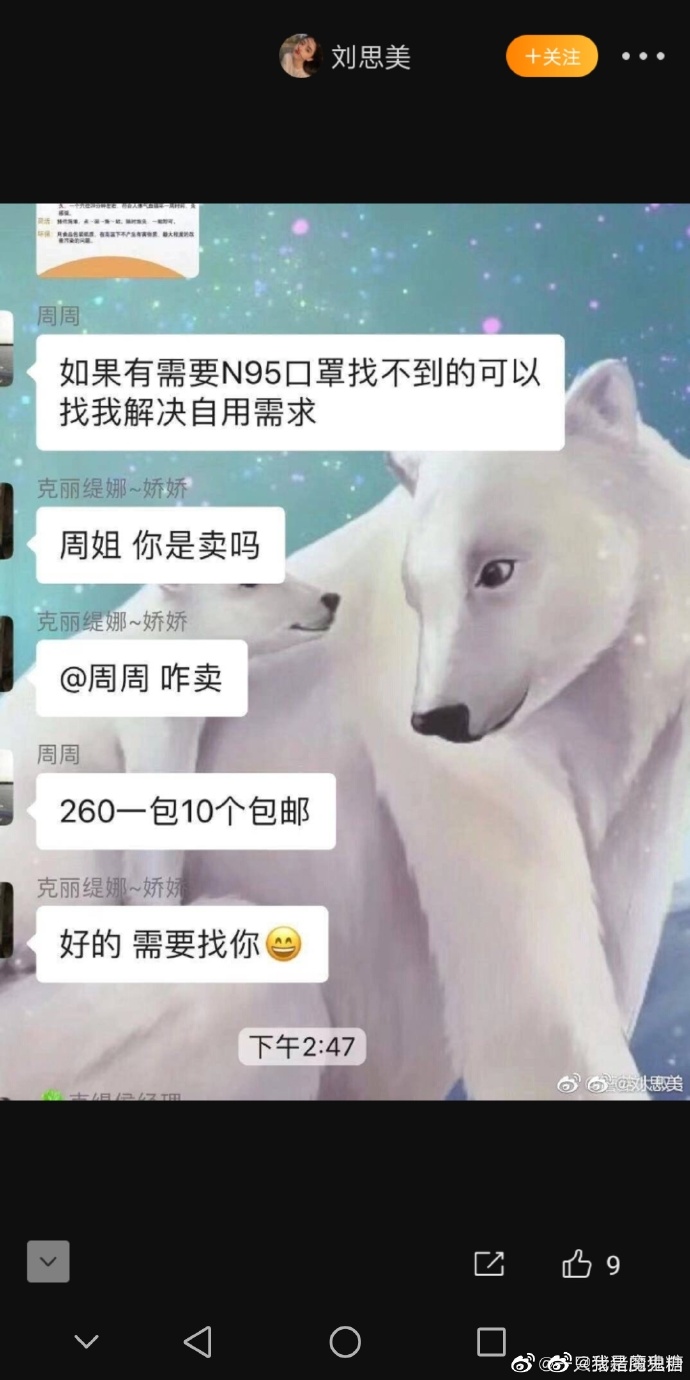 刘思美
+关注
周周
如果有需要N95口罩找不到的可以
找我解决自用需求
克丽缇娜~娇娇
周姐 你是卖吗
克丽缇娜~娇娇
@周周 咋卖
周周
260一包10个包邮
克丽缇娜~娇娇
好的 需要找你😄
下午2:47
@刘思美
9